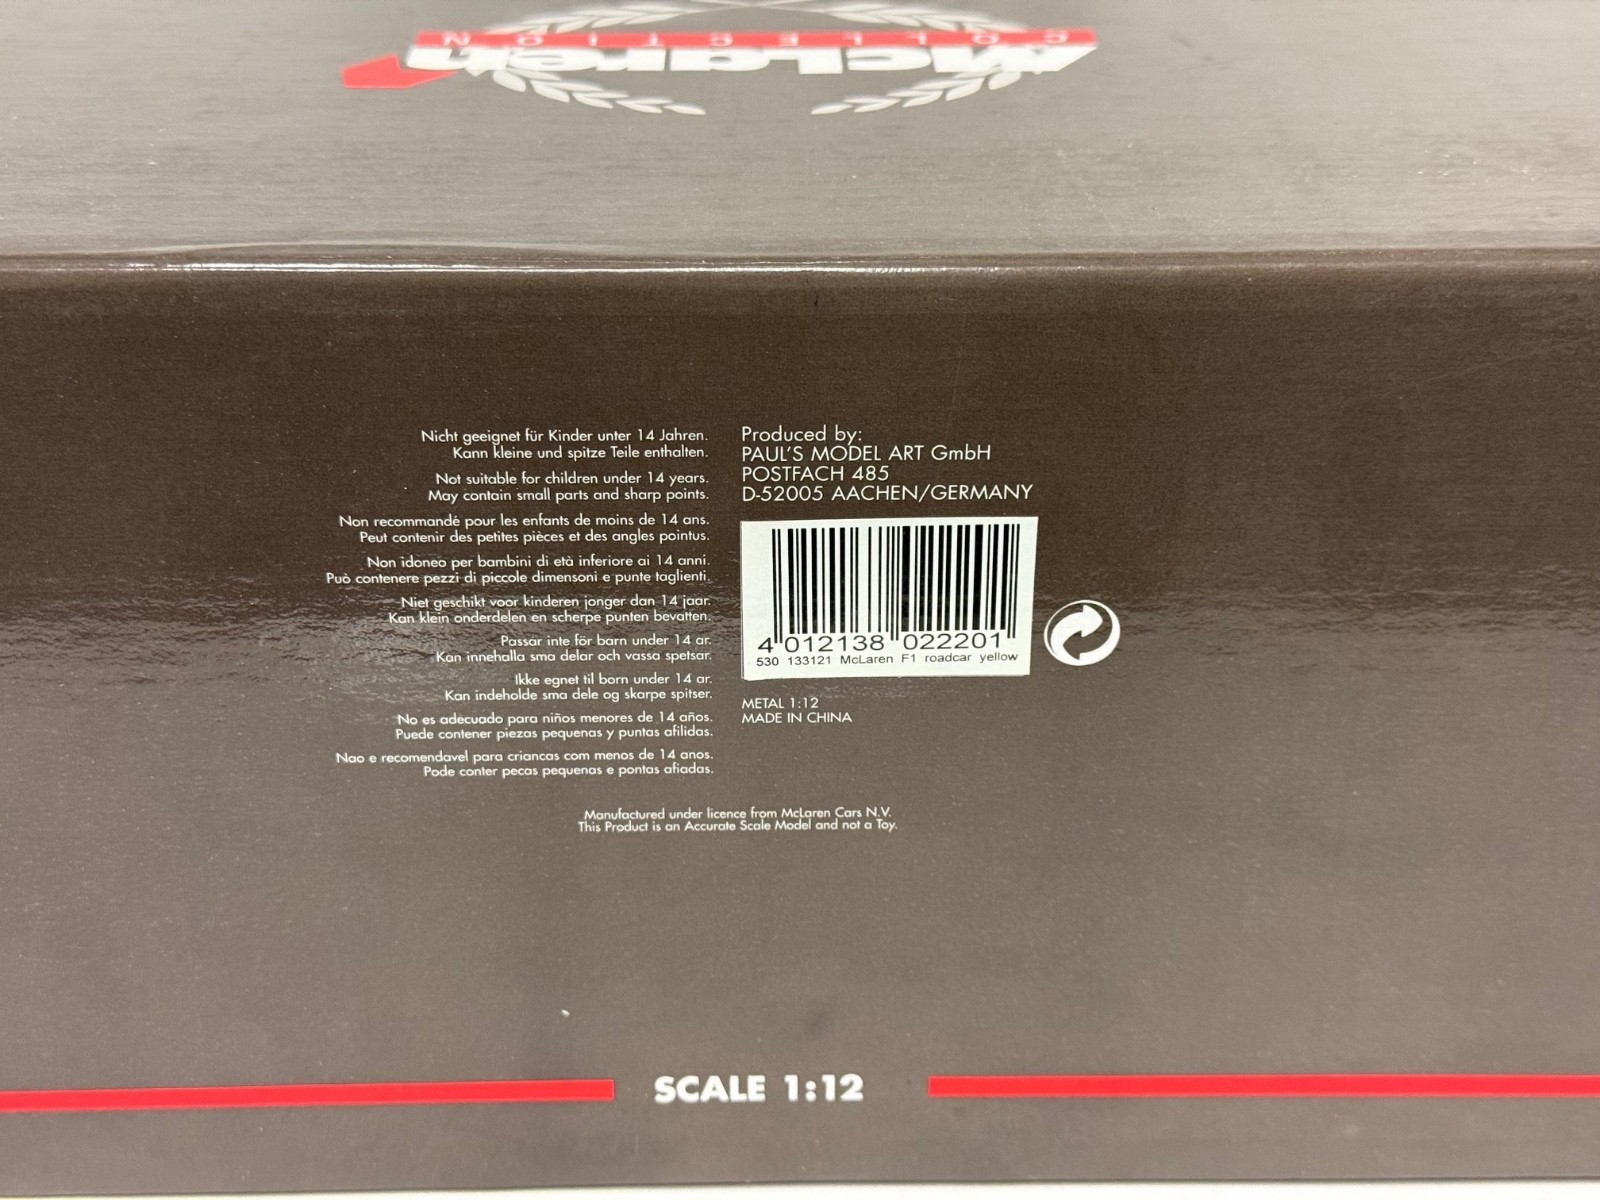 McLaren
COLLECTION
Nicht geeignet für Kinder unter 14 Jahren.
Kann kleine und spitze Teile enthalten.
Not suitable for children under 14 years.
May contain small parts and sharp points.
Non recommandé pour les enfants de moins de 14 ans.
Peut contenir des petites pièces et des angles pointus.
Non idoneo per bambini di età inferiore ai 14 anni.
Può contenere pezzi di piccole dimensoni e punte taglienti.
Niet geschikt voor kinderen jonger dan 14 jaar.
Kan klein onderdelen en scherpe punten bevatten.
Passar inte för barn under 14 ar.
Kan innehalla sma delar och vassa spetsar.
Ikke egnet til born under 14 ar.
Kan indeholde sma dele og skarpe spitser.
No es adecuado para niños menores de 14 años.
Puede contener piezas pequenas y puntas afilidas.
Nao e recomendavel para criancas com menos de 14 anos.
Pode conter pecas pequenas e pontas afiadas.
Produced by:
PAUL'S MODEL ART GmbH
POSTFACH 485
D-52005 AACHEN/GERMANY
4 012138 022201
530 133121 McLaren F1 roadcar yellow
METAL 1:12
MADE IN CHINA
Manufactured under licence from McLaren Cars N.V.
This Product is an Accurate Scale Model and not a Toy.
SCALE 1:12